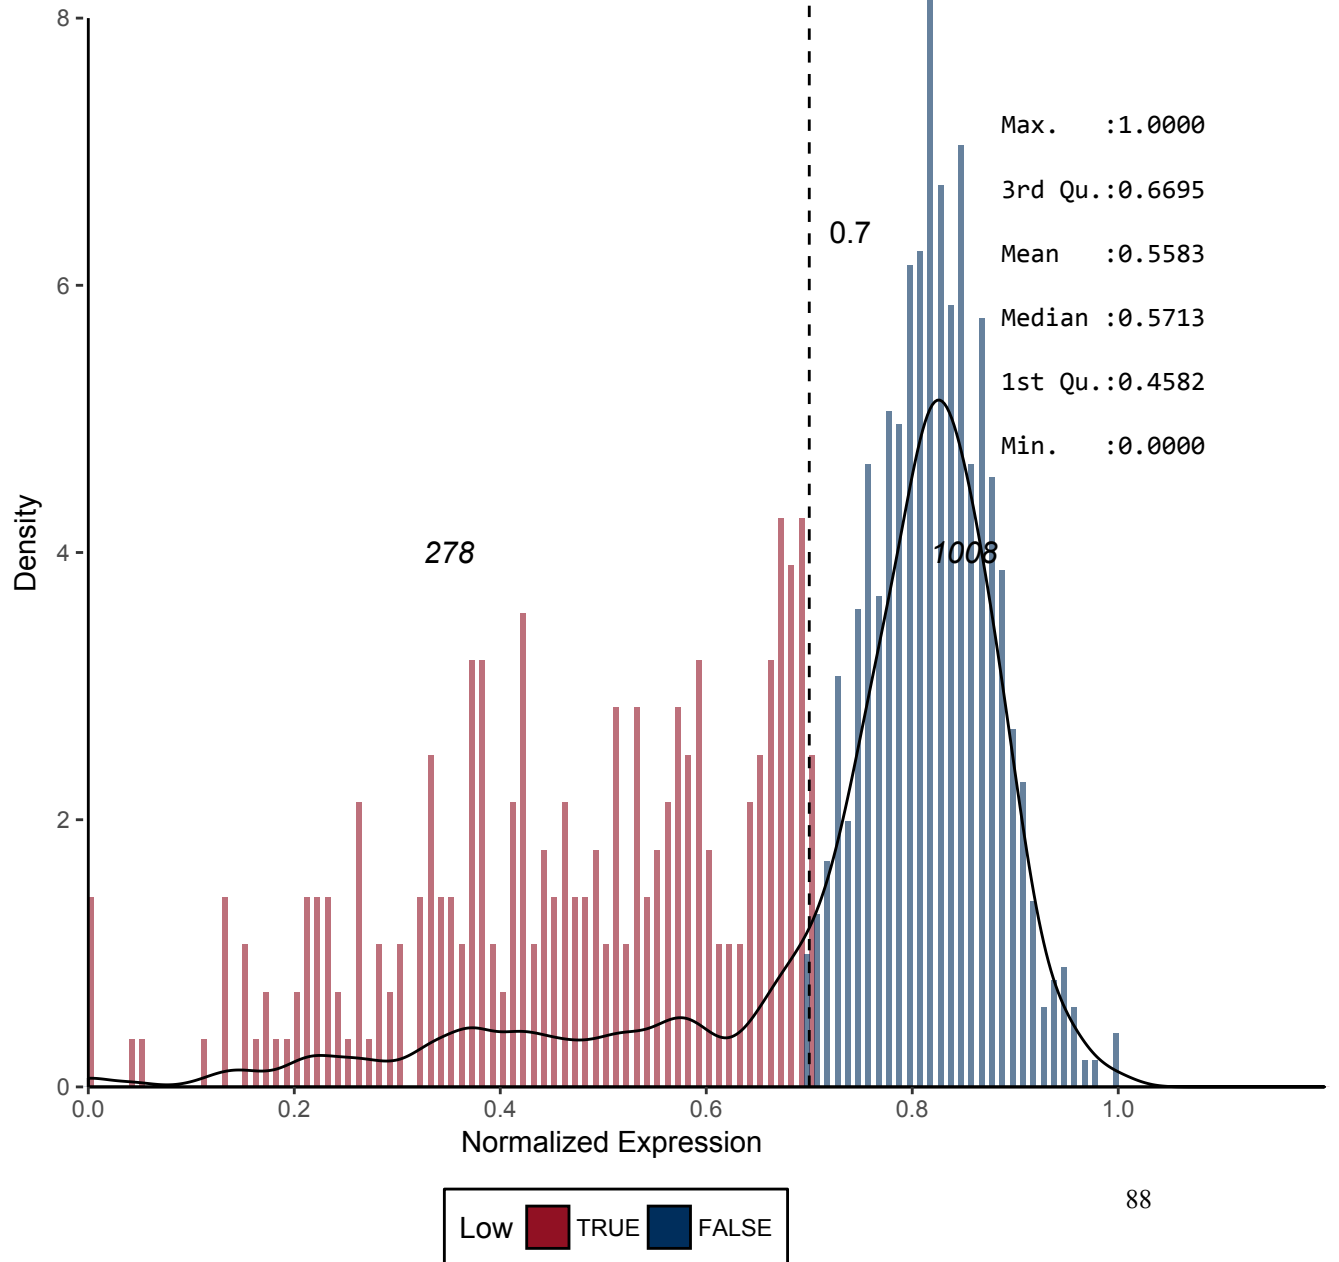 8
6
4
2
0
Density
0.7
278
1008
Max.   :1.0000
3rd Qu.:0.6695
Mean   :0.5583
Median :0.5713
1st Qu.:0.4582
Min.   :0.0000
0.0 0.2 0.4 0.6 0.8 1.0
Normalized Expression
Low TRUE FALSE
88